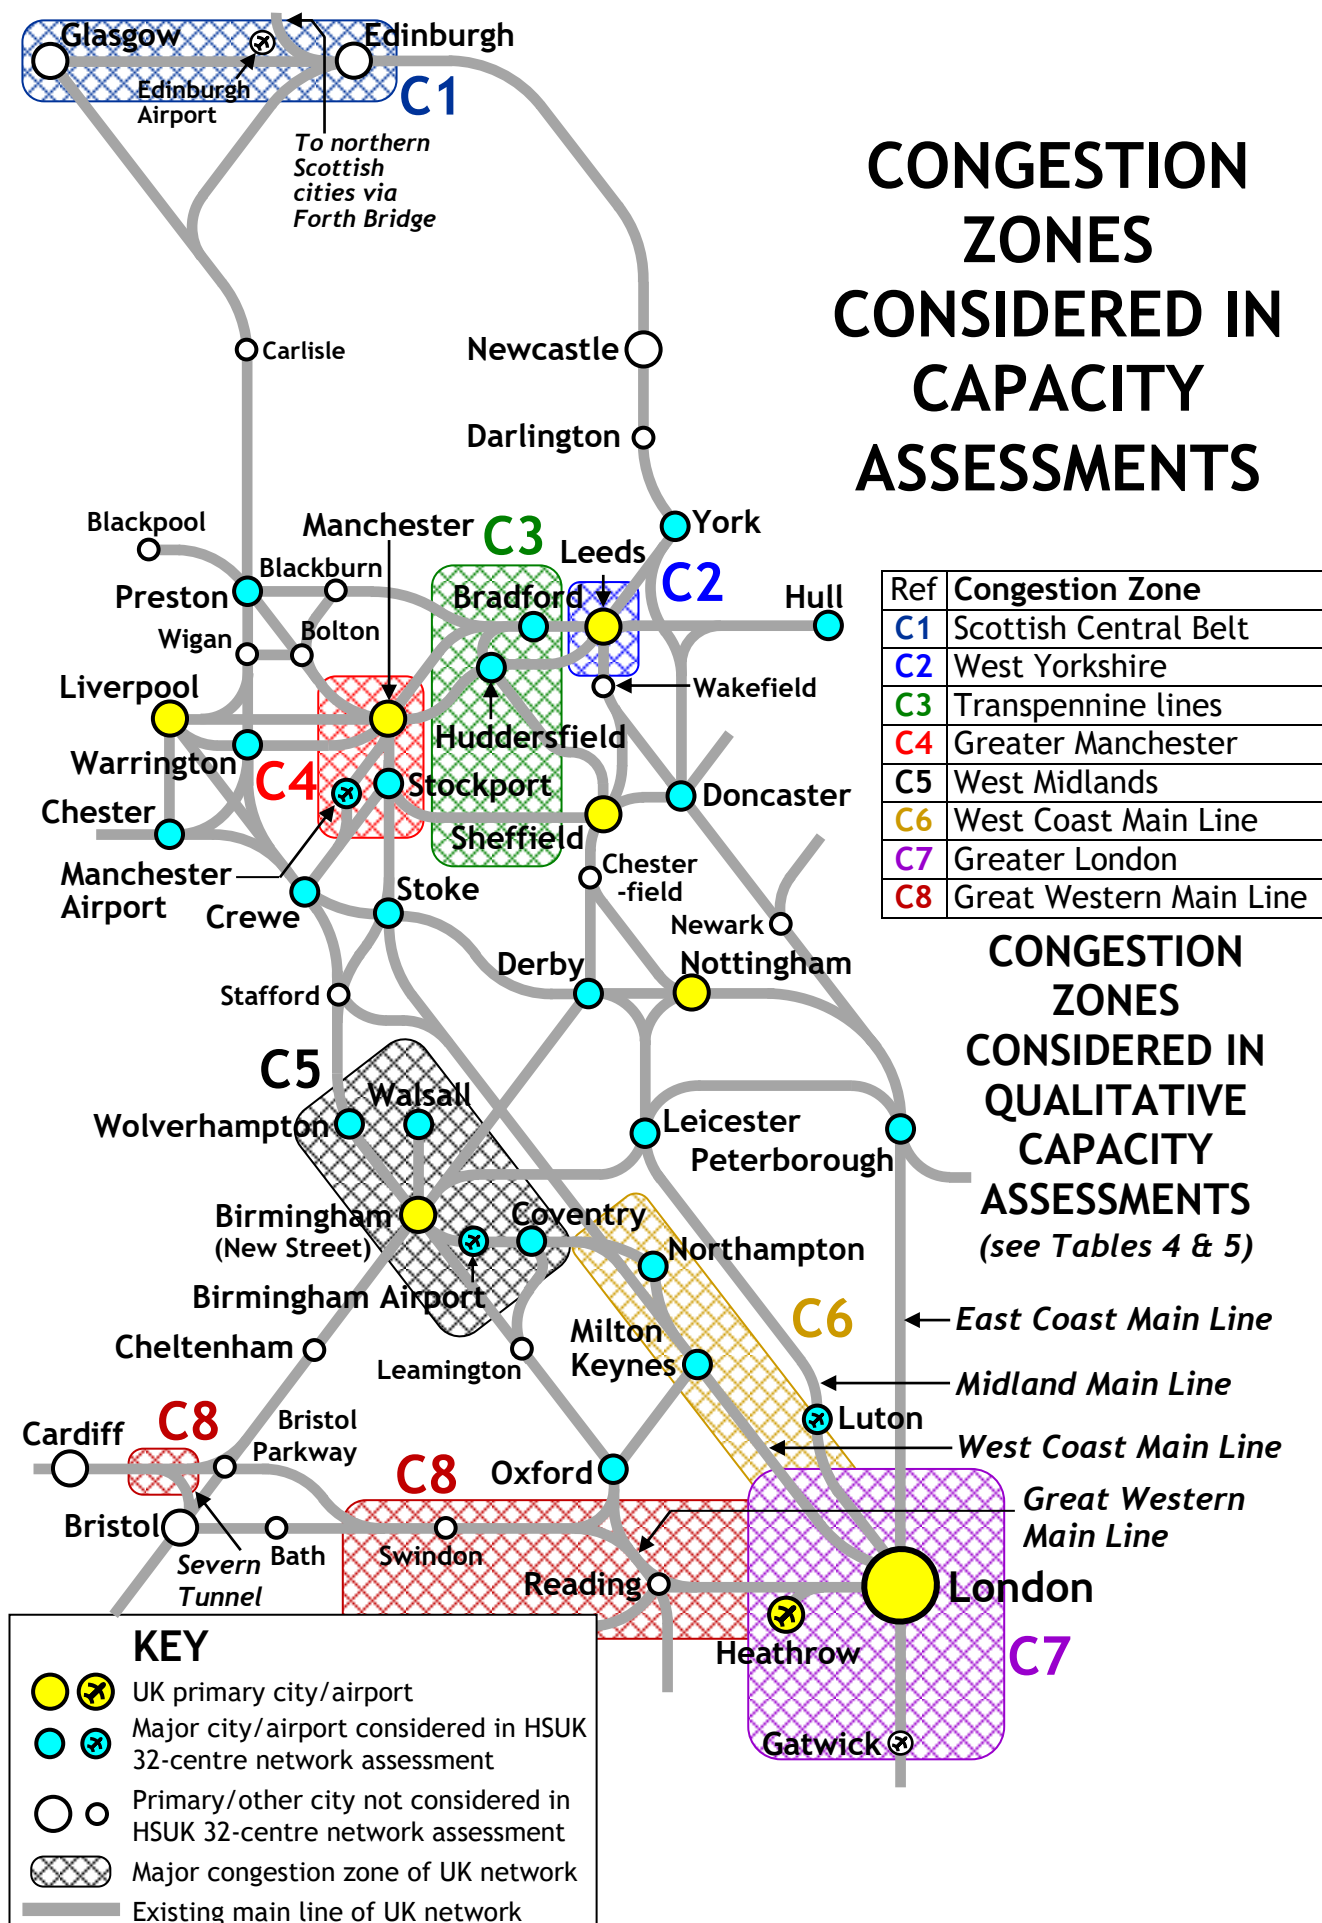 Glasgow
Edinburgh
Edinburgh
Airport
C1
To northern
Scottish
cities via
Forth Bridge
CONGESTION
ZONES
CONSIDERED IN
CAPACITY
ASSESSMENTS
Carlisle
Newcastle
Darlington
Blackpool
Manchester
C3
York
Leeds
Blackburn
C2
Preston
Bradford
Hull
Wigan
Bolton
Liverpool
Wakefield
Huddersfield
Warrington
C4
Stockport
Chester
Doncaster
Sheffield
Manchester
Airport
Chester
-field
Crewe
Stoke
Newark
Derby
Nottingham
Stafford
Ref Congestion Zone
C1 Scottish Central Belt
C2 West Yorkshire
C3 Transpennine lines
C4 Greater Manchester
C5 West Midlands
C6 West Coast Main Line
C7 Greater London
C8 Great Western Main Line
CONGESTION
ZONES
CONSIDERED IN
QUALITATIVE
CAPACITY
ASSESSMENTS
(see Tables 4 & 5)
C5
Walsall
Wolverhampton
Leicester
Peterborough
Birmingham
(New Street)
Coventry
Northampton
Birmingham Airport
C6
East Coast Main Line
Milton
Keynes
Cheltenham
Leamington
Midland Main Line
Luton
West Coast Main Line
Cardiff
C8
Bristol
Parkway
C8
Oxford
Great Western
Main Line
Bristol
Bath
Swindon
Severn
Tunnel
Reading
London
Heathrow
C7
Gatwick
KEY
UK primary city/airport
Major city/airport considered in HSUK
32-centre network assessment
Primary/other city not considered in
HSUK 32-centre network assessment
Major congestion zone of UK network
Existing main line of UK network